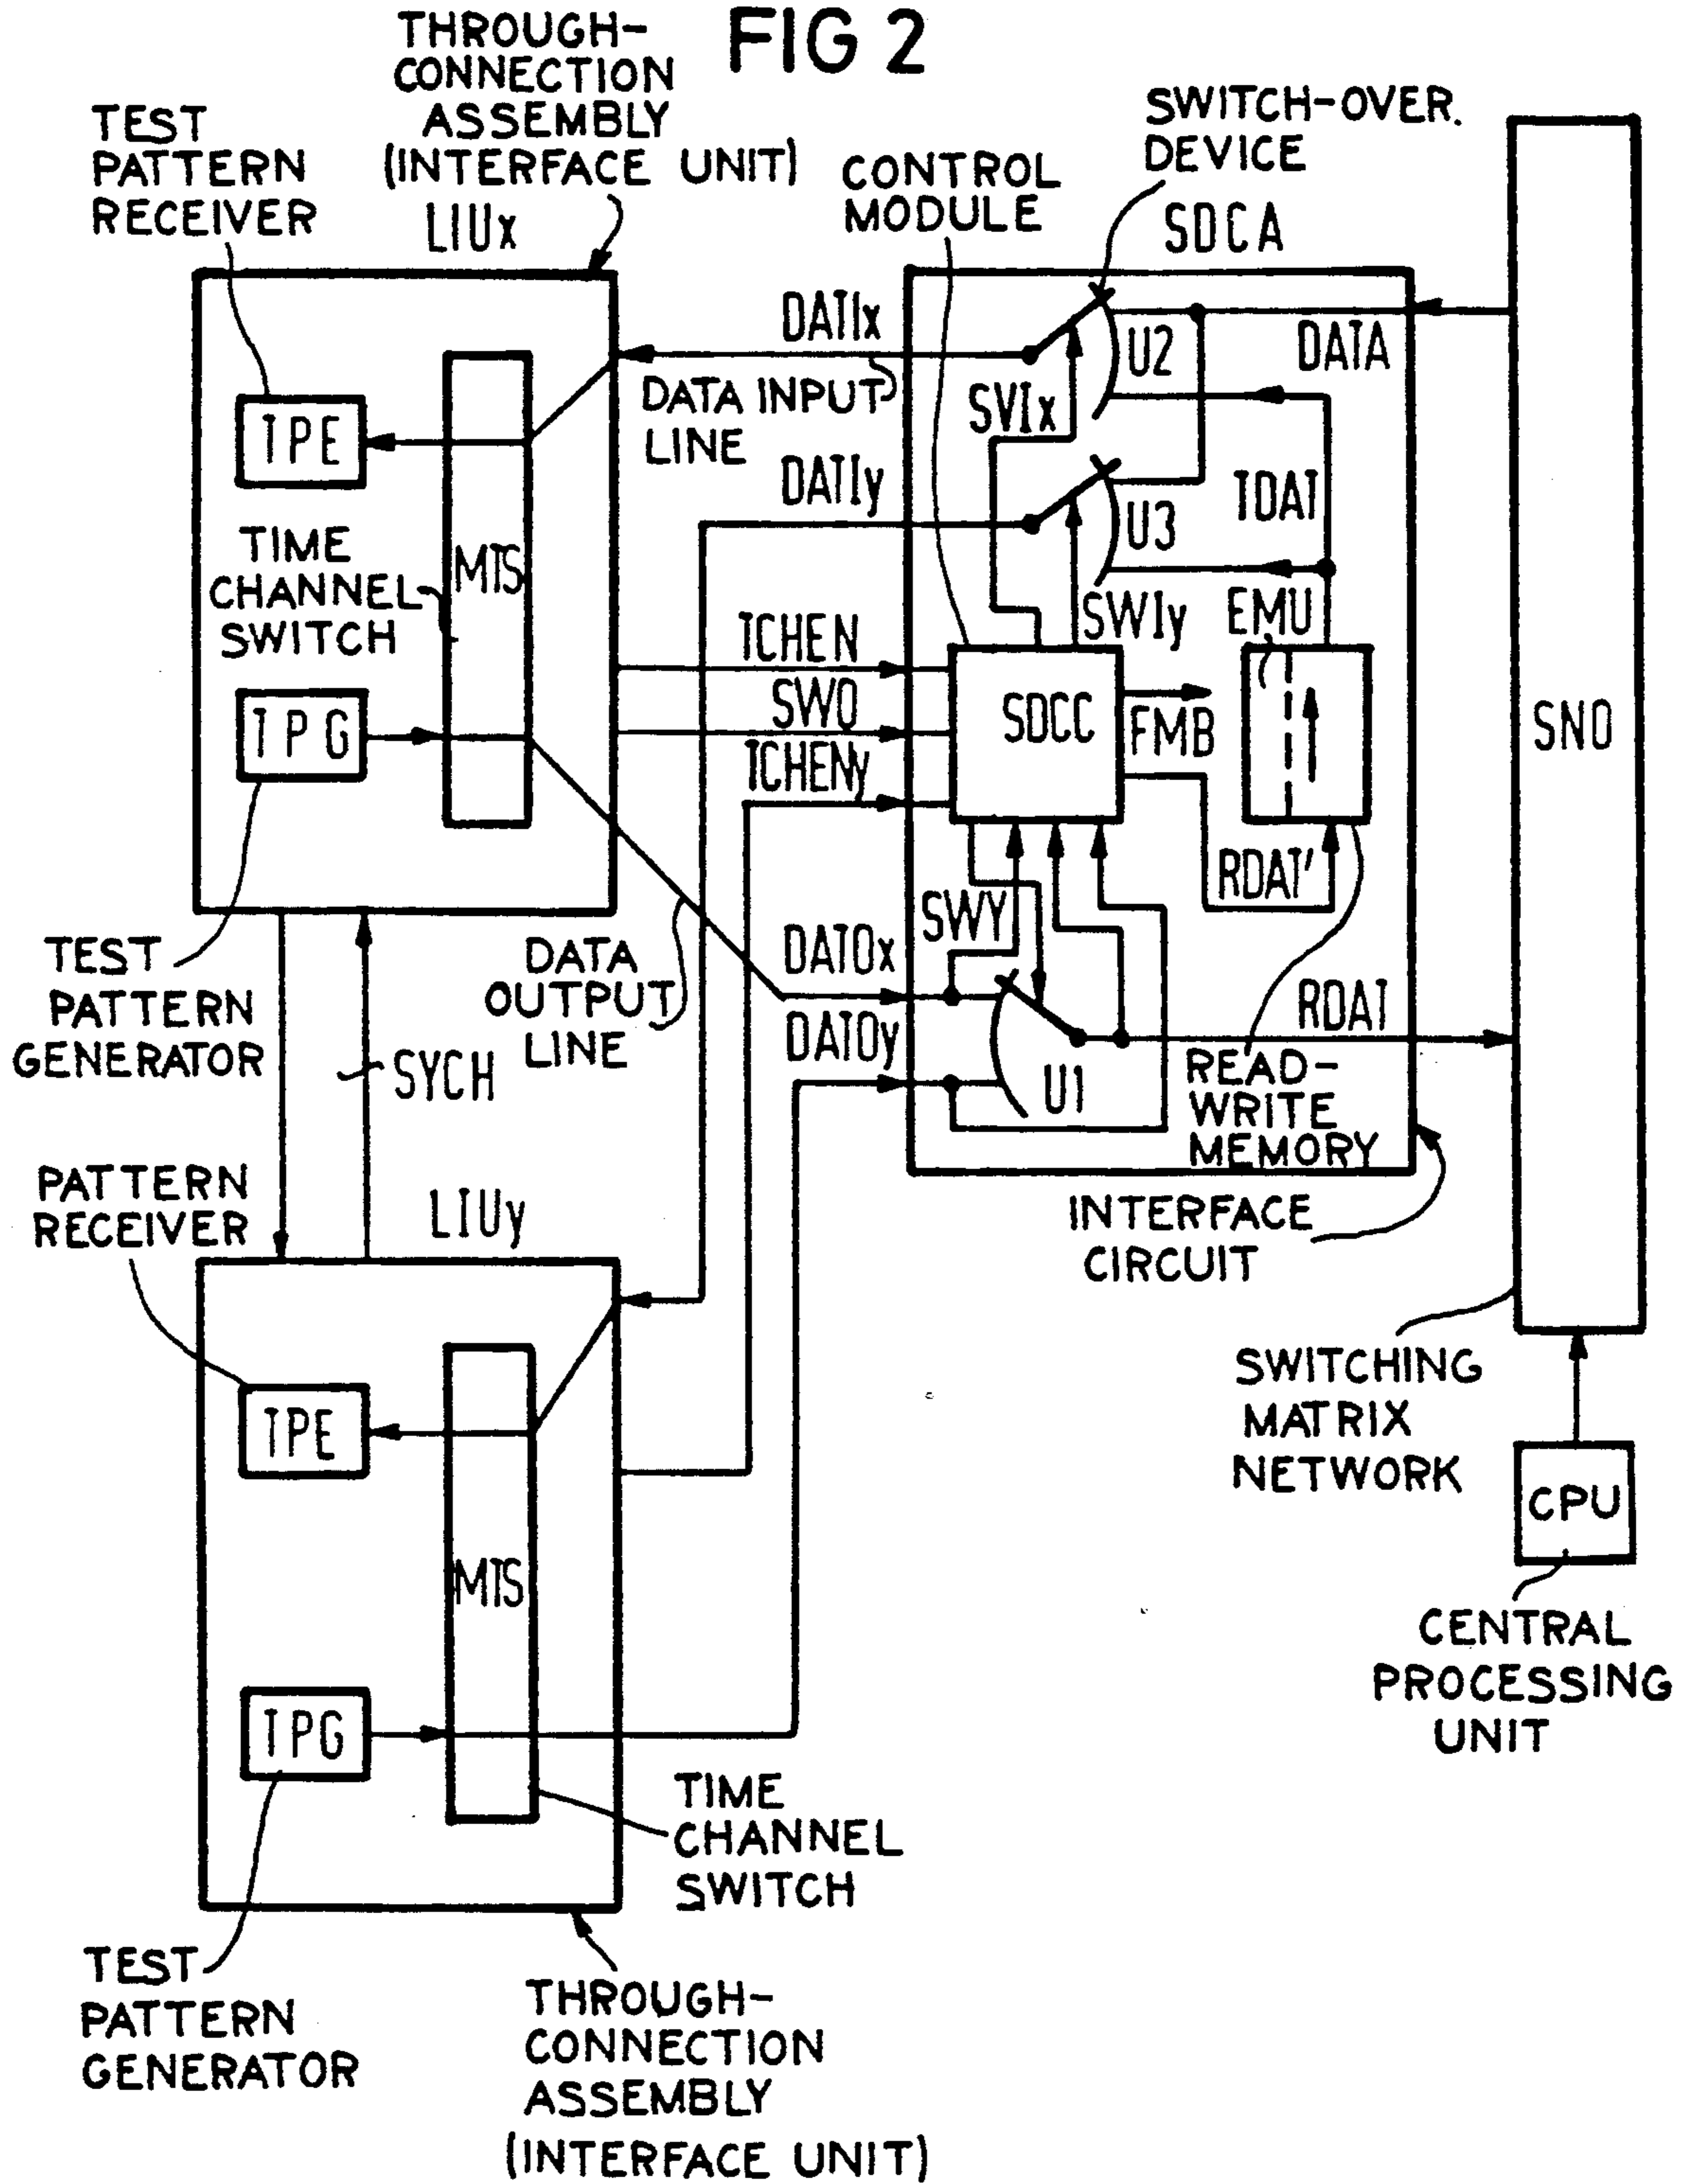 FIG 2
THROUGH-
CONNECTION
ASSEMBLY
(INTERFACE UNIT)
LIUx
TEST
PATTERN
RECEIVER
CONTROL
MODULE
SWITCH-OVER.
DEVICE
SDCA
DATIx
DATA INPUT
LINE
DATIy
SVIx
U2
DATA
U3
TDAT
SWIy
EMU
TPE
TIME
CHANNEL
SWITCH
MTS
TPG
TCHEN
SWO
TCHENy
SDCC
FMB
RDAT'
SNO
SWY
DATOx
DATOy
U1
RDAT
READ-
WRITE
MEMORY
TEST
PATTERN
GENERATOR
DATA
OUTPUT
LINE
SYCH
PATTERN
RECEIVER
LIUy
INTERFACE
CIRCUIT
SWITCHING
MATRIX
NETWORK
CPU
CENTRAL
PROCESSING
UNIT
TPE
MTS
TPG
TIME
CHANNEL
SWITCH
TEST
PATTERN
GENERATOR
THROUGH-
CONNECTION
ASSEMBLY
(INTERFACE UNIT)